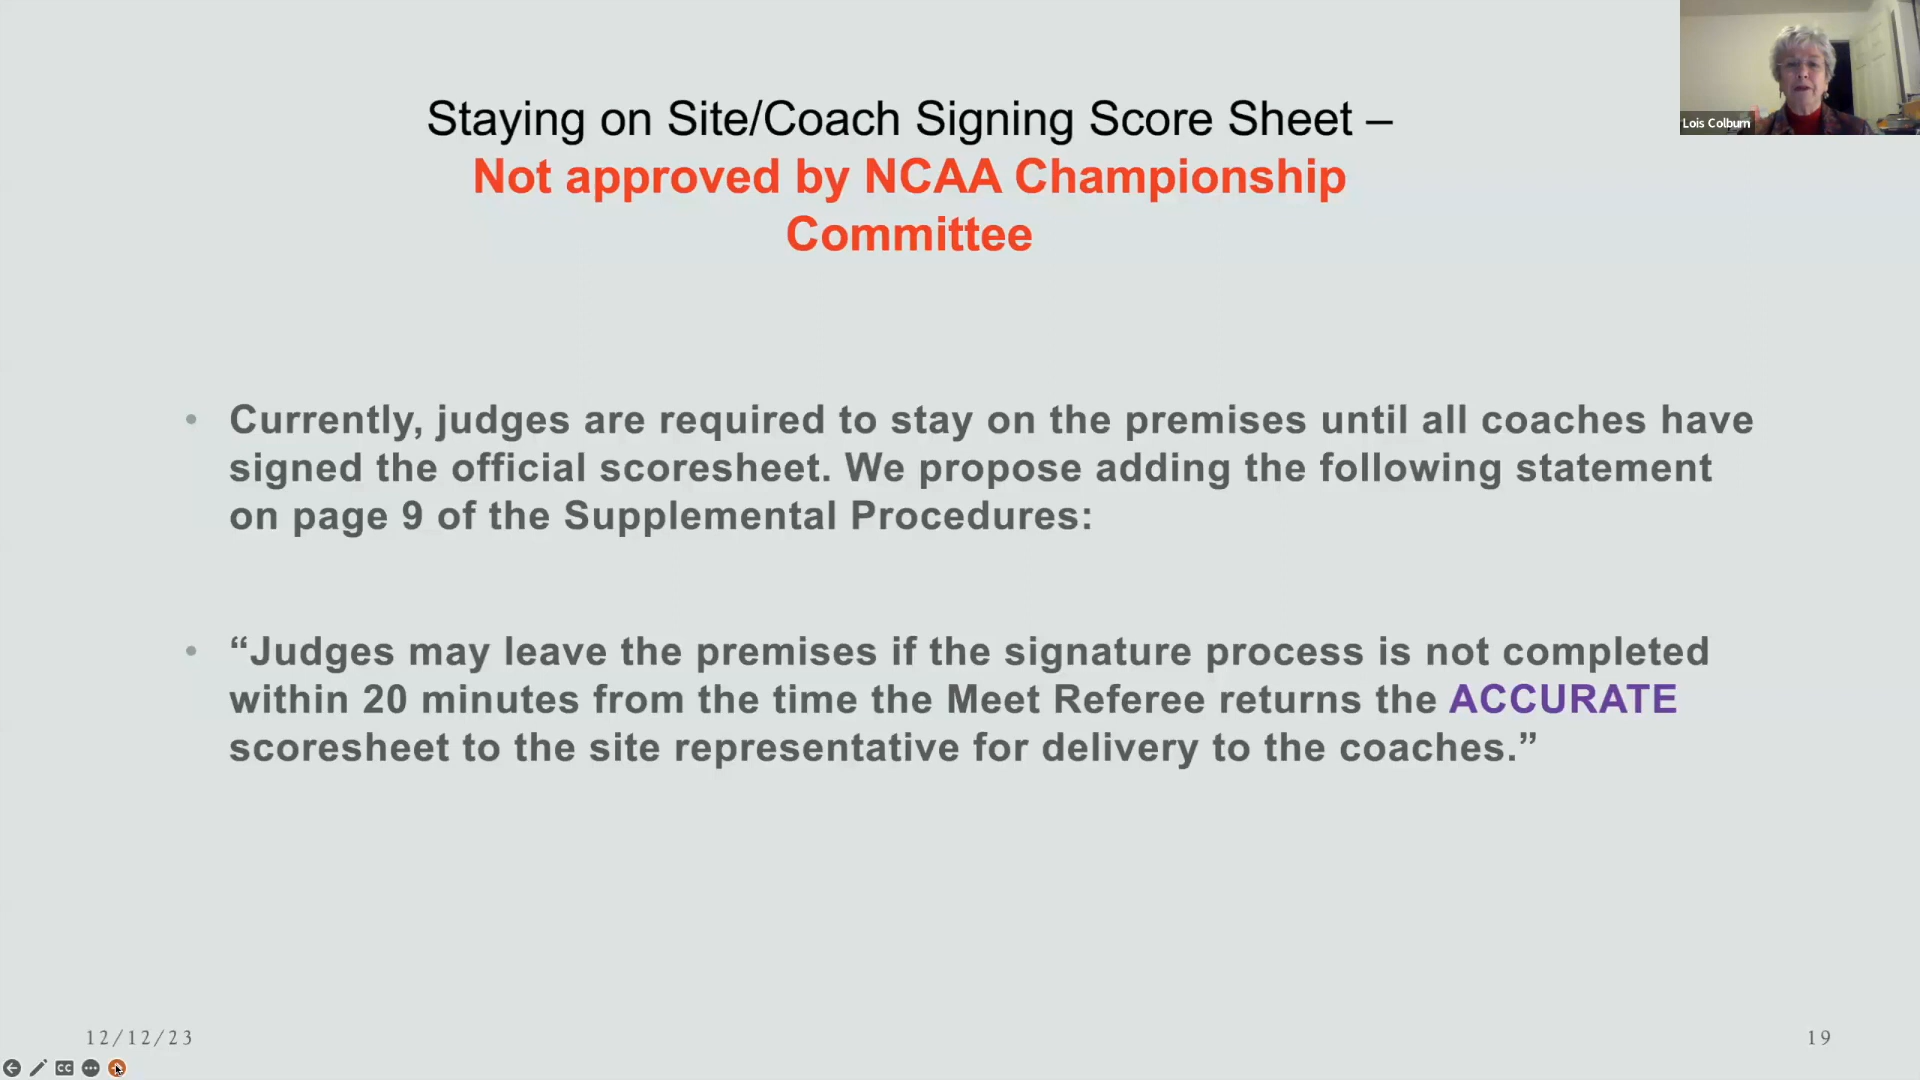 Staying on Site/Coach Signing Score Sheet –
Not approved by NCAA Championship
Committee
Lois Colburn
• Currently, judges are required to stay on the premises until all coaches have
signed the official scoresheet. We propose adding the following statement
on page 9 of the Supplemental Procedures:
• “Judges may leave the premises if the signature process is not completed
within 20 minutes from the time the Meet Referee returns the ACCURATE
scoresheet to the site representative for delivery to the coaches.”
12/12/23
19
CC